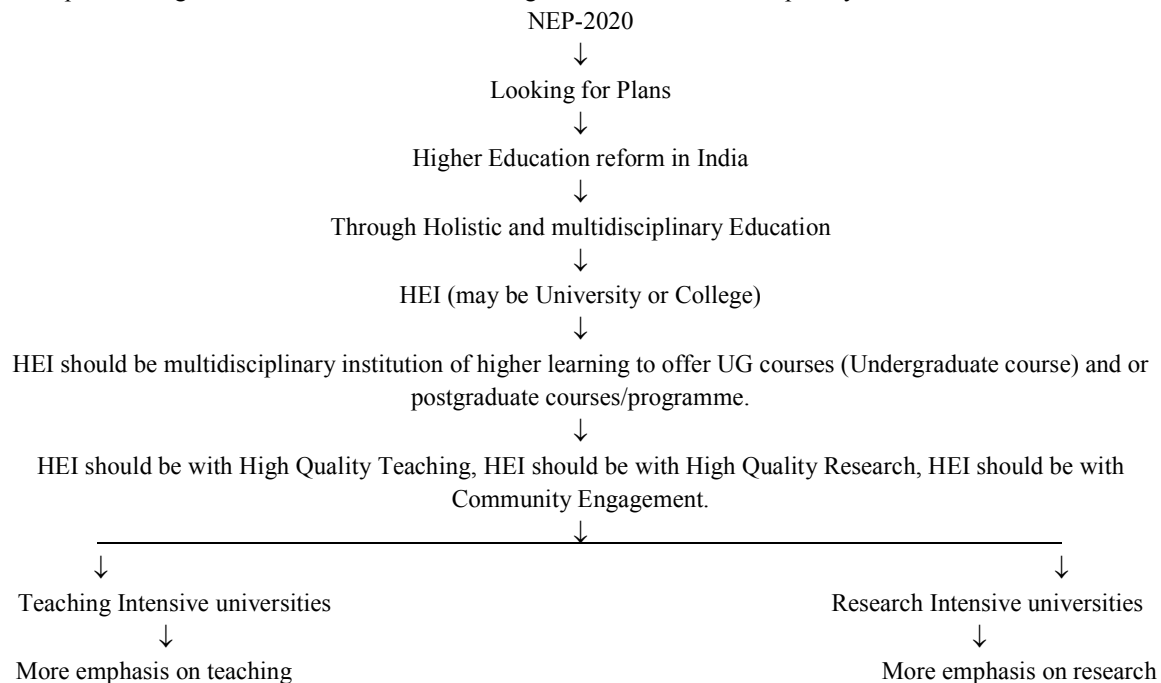 NEP-2020
↓
Looking for Plans
↓
Higher Education reform in India
↓
Through Holistic and multidisciplinary Education
↓
HEI (may be University or College)
↓
HEI should be multidisciplinary institution of higher learning to offer UG courses (Undergraduate course) and or
postgraduate courses/programme.
↓
HEI should be with High Quality Teaching, HEI should be with High Quality Research, HEI should be with
Community Engagement.
↓
↓ ↓
Teaching Intensive universities Research Intensive universities
↓ ↓
More emphasis on teaching More emphasis on research